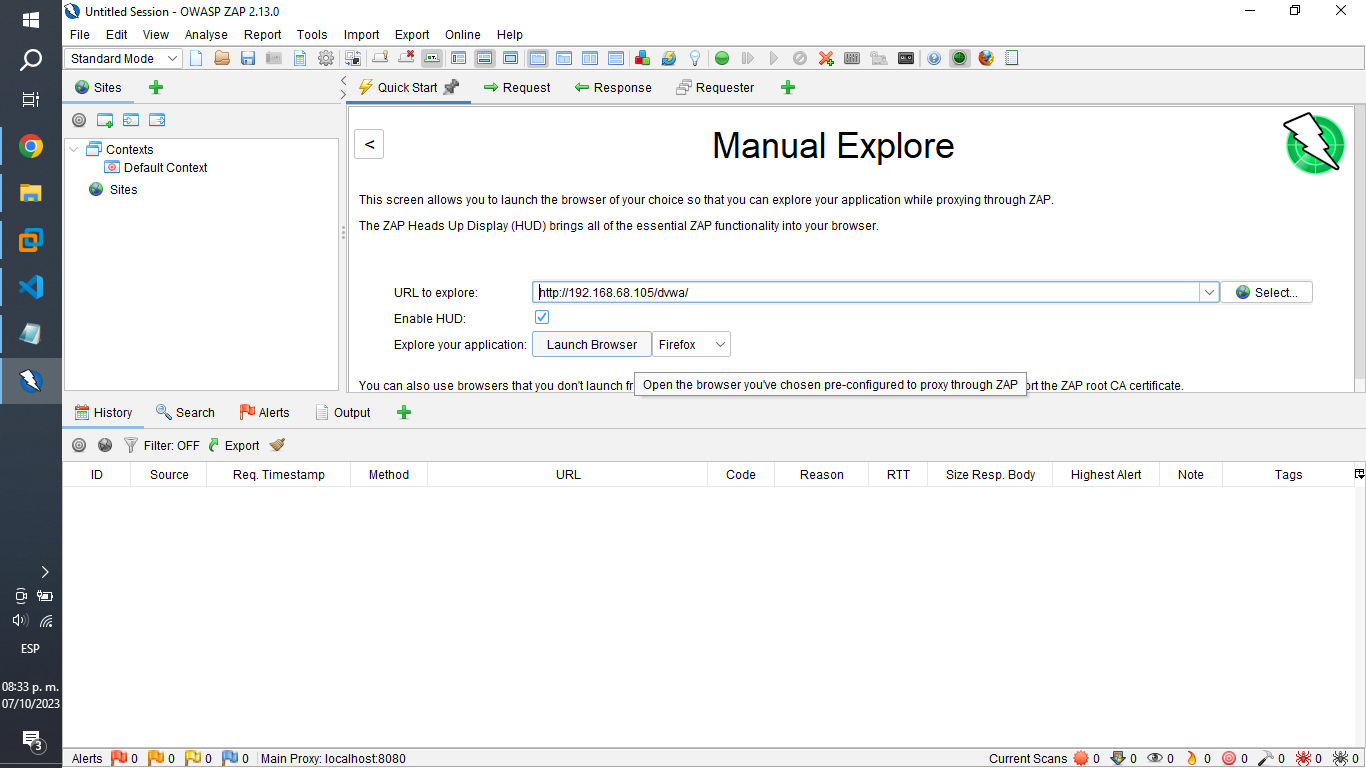 Untitled Session - OWASP ZAP 2.13.0
File Edit View Analyse Report Tools Import Export Online Help
Standard Mode
Sites
Quick Start Request Response Requester
<
Manual Explore
Contexts
Default Context
Sites
This screen allows you to launch the browser of your choice so that you can explore your application while proxying through ZAP.
The ZAP Heads Up Display (HUD) brings all of the essential ZAP functionality into your browser.
URL to explore: http://192.168.68.105/dvwa/ Select...
Enable HUD:
Explore your application: Launch Browser Firefox
You can also use browsers that you don't launch
Open the browser you've chosen pre-configured to proxy through ZAP
the ZAP root CA certificate.
History Search Alerts Output
Filter: OFF Export
ID Source Req. Timestamp Method URL Code Reason RTT Size Resp. Body Highest Alert Note Tags
ESP
08:33 p. m.
07/10/2023
3
Alerts 0 0 0 0 Main Proxy: localhost:8080
Current Scans 0 0 0 0 0 0 0 0